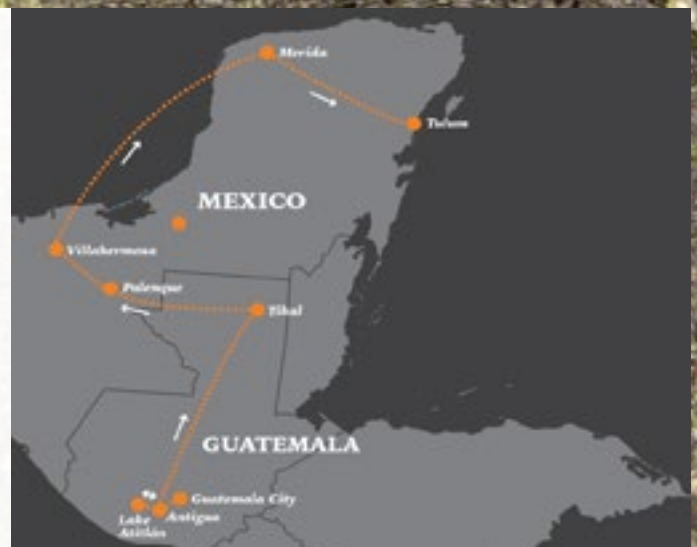 Merida
Tulum
MEXICO
Villahermosa
Palenque
Tikal
GUATEMALA
Guatemala City
Antigua
Lake
Atitlán